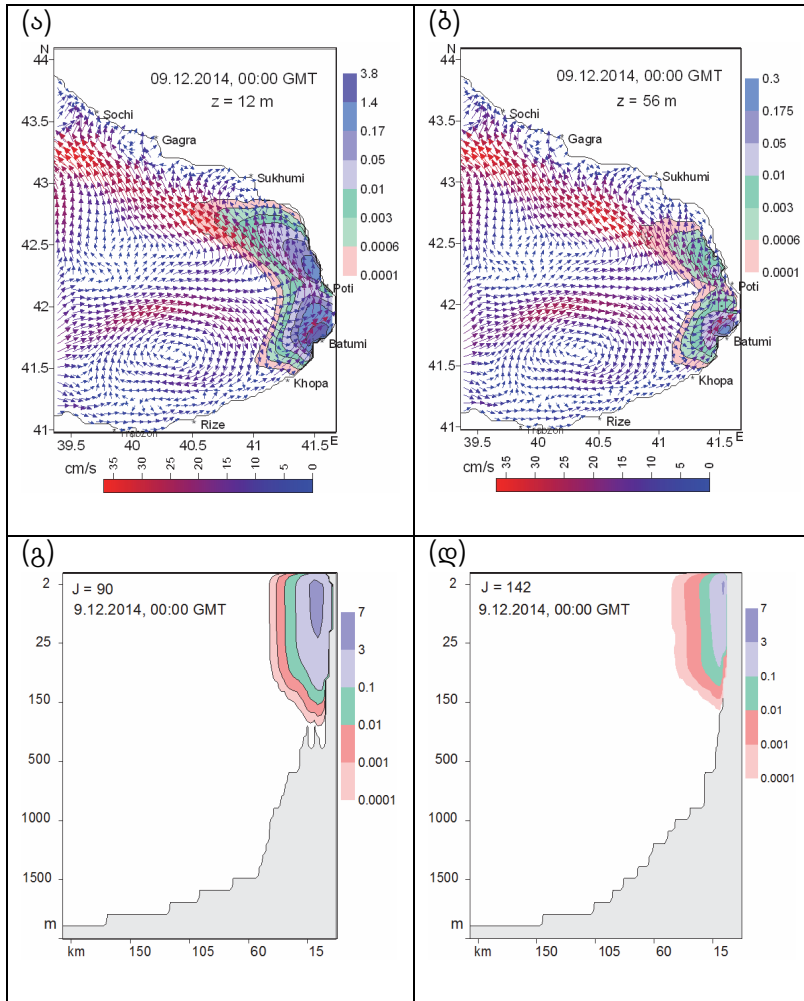 (ა)
N
44
43.5
43
42.5
42
41.5
41
09.12.2014, 00:00 GMT
z = 12 m
Sochi
Gagra
Sukhumi
Poti
Batumi
Khopa
Rize
Trabzon
39.5 40 40.5 41 41.5 E
3.8
1.4
0.17
0.05
0.01
0.003
0.0006
0.0001
cm/s 35 30 25 20 15 10 5 0
(ბ)
N
44
43.5
43
42.5
42
41.5
41
09.12.2014, 00:00 GMT
z = 56 m
Sochi
Gagra
Sukhumi
Poti
Batumi
Khopa
Rize
Trabzon
39.5 40 40.5 41 41.5 E
0.3
0.175
0.05
0.01
0.003
0.0006
0.0001
cm/s 35 30 25 20 15 10 5 0
(გ)
J = 90
9.12.2014, 00:00 GMT
2
25
150
500
1000
1500
m
km 150 105 60 15
7
3
0.1
0.01
0.001
0.0001
(დ)
J = 142
9.12.2014, 00:00 GMT
2
25
150
500
1000
1500
m
km 150 105 60 15
7
3
0.1
0.01
0.001
0.0001